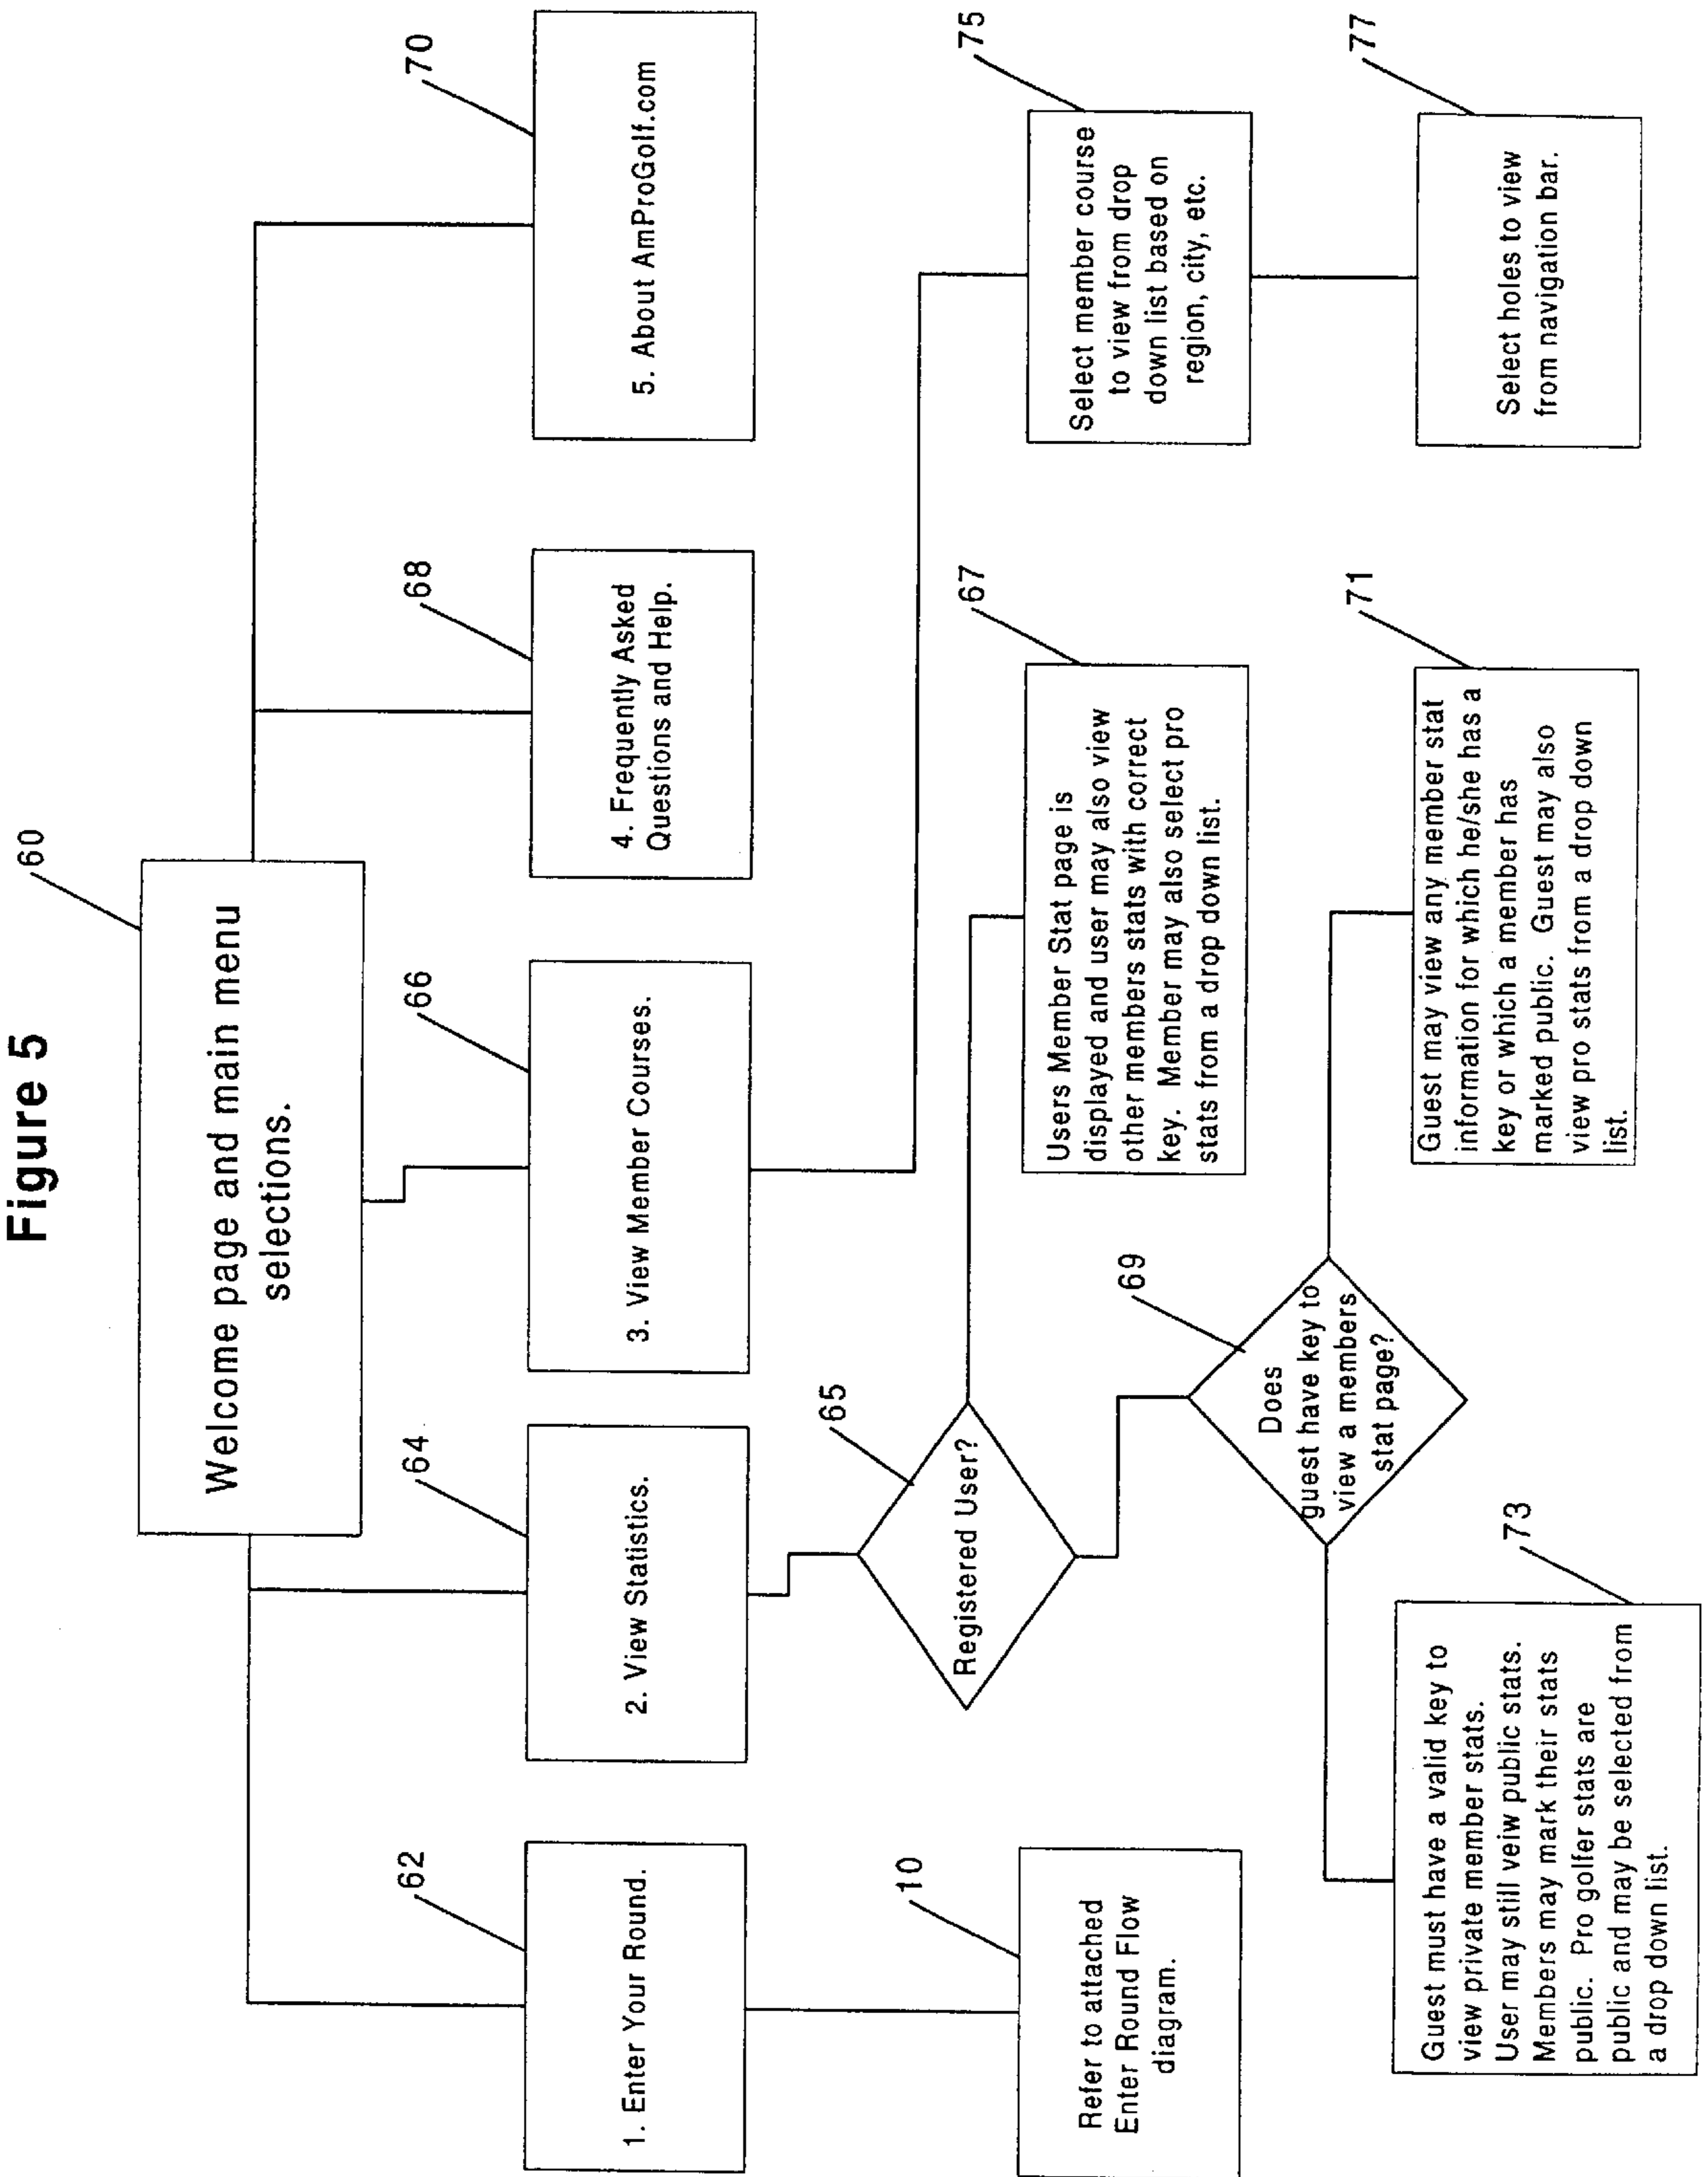 Figure 5
60
Welcome page and main menu
selections.
62
1. Enter Your Round.
64
2. View Statistics.
66
3. View Member Courses.
68
4. Frequently Asked
Questions and Help.
70
5. About AmProGolf.com
10
Refer to attached
Enter Round Flow
diagram.
65
Registered User?
67
Users Member Stat page is
displayed and user may also view
other members stats with correct
key. Member may also select pro
stats from a drop down list.
75
Select member course
to view from drop
down list based on
region, city, etc.
73
Guest must have a valid key to
view private member stats.
User may still veiw public stats.
Members may mark their stats
public. Pro golfer stats are
public and may be selected from
a drop down list.
69
Does
guest have key to
view a members
stat page?
71
Guest may view any member stat
information for which he/she has a
key or which a member has
marked public. Guest may also
view pro stats from a drop down
list.
77
Select holes to view
from navigation bar.